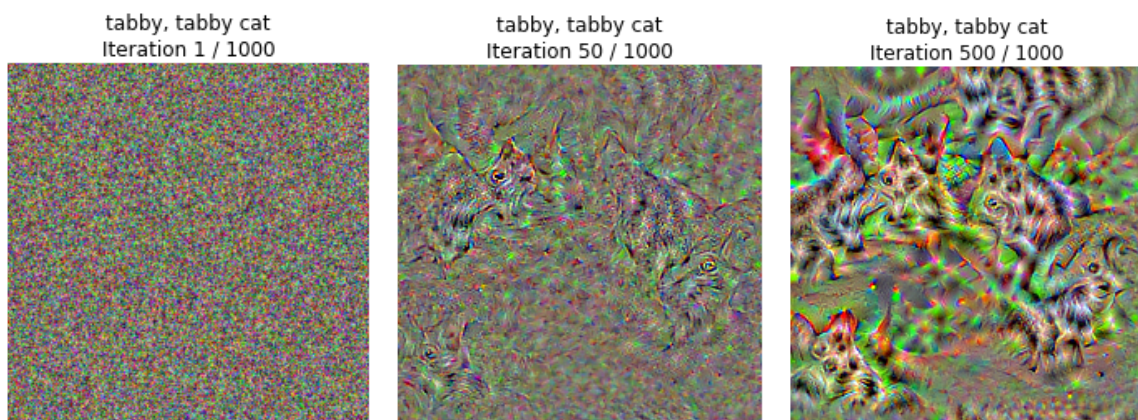 tabby, tabby cat
Iteration 1 / 1000
tabby, tabby cat
Iteration 50 / 1000
tabby, tabby cat
Iteration 500 / 1000